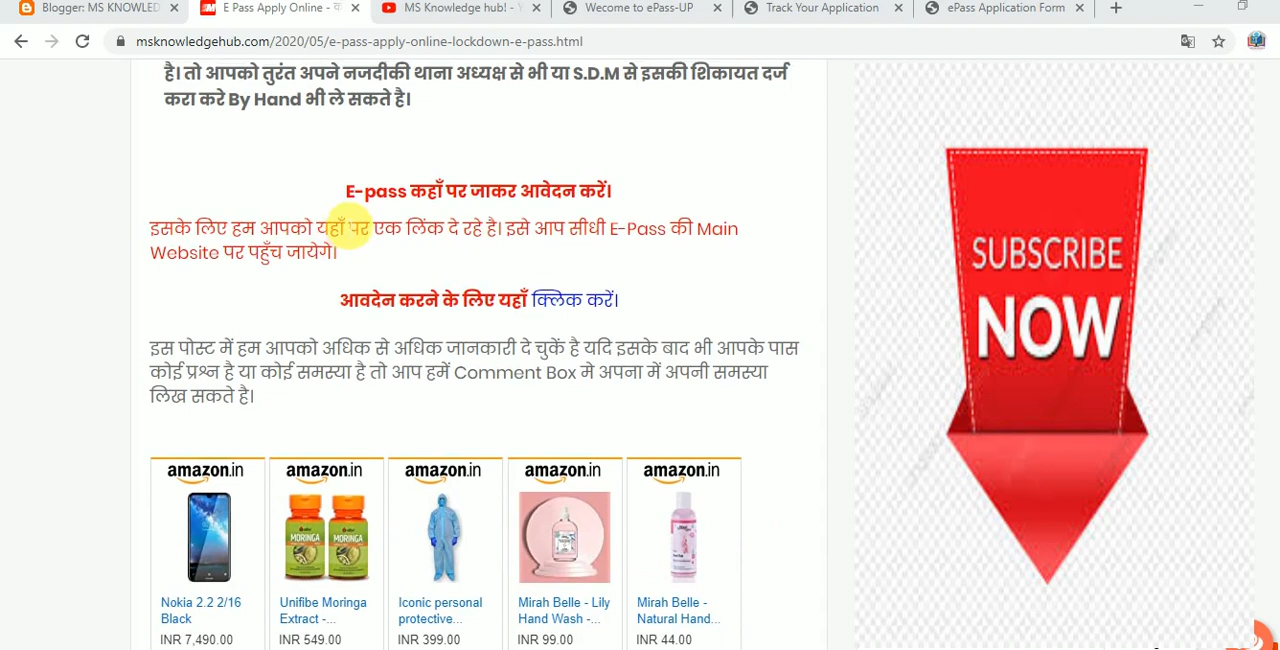 Blogger: MS KNOWLED
E Pass Apply Online -
MS Knowledge hub! -
Wecome to ePass-UP
Track Your Application
ePass Application Form
msknowledgehub.com/2020/05/e-pass-apply-online-lockdown-e-pass.html
है। तो आपको तुरंत अपने नजदीकी थाना अध्यक्ष से भी या S.D.M से इसकी शिकायत दर्ज
करा करे By Hand भी ले सकते है।
E-pass कहाँ पर जाकर आवेदन करें।
इसके लिए हम आपको यहाँ पर एक लिंक दे रहे है। इसे आप सीधी E-Pass की Main
Website पर पहुँच जायेगे।
आवदेन करने के लिए यहाँ क्लिक करें।
इस पोस्ट में हम आपको अधिक से अधिक जानकारी दे चुकें है यदि इसके बाद भी आपके पास
कोई प्रश्न है या कोई समस्या है तो आप हमें Comment Box मे अपना में अपनी समस्या
लिख सकते है।
SUBSCRIBE
NOW
amazon.in amazon.in amazon.in amazon.in amazon.in
MORINGA MORINGA
Nokia 2.2 2/16 Unifibe Moringa Iconic personal Mirah Belle - Lily Mirah Belle -
Black Extract -... protective... Hand Wash -... Natural Hand...
INR 7,490.00 INR 549.00 INR 399.00 INR 99.00 INR 44.00